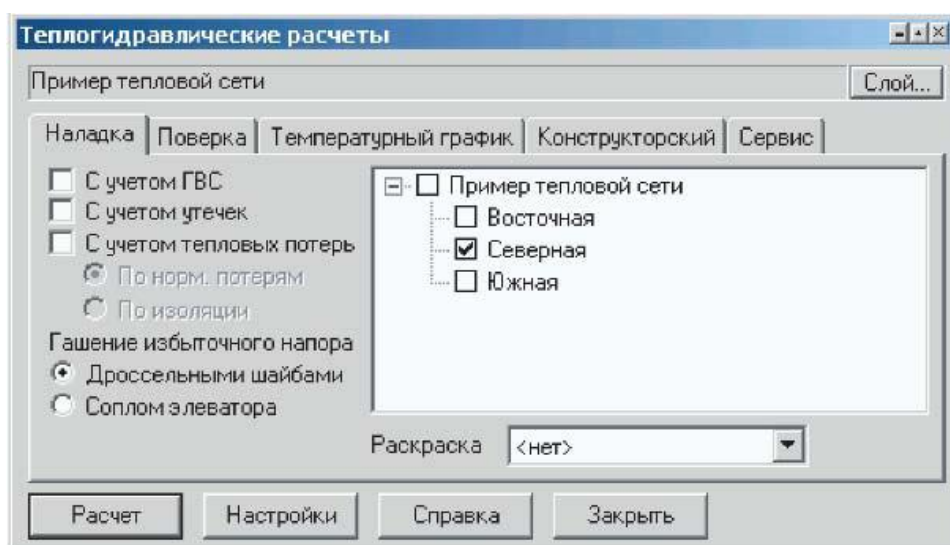 Теплогидравлические расчеты
Пример тепловой сети
Слой...
Наладка Поверка Температурный график Конструкторский Сервис
С учетом ГВС
С учетом утечек
С учетом тепловых потерь
По норм. потерям
По изоляции
Гашение избыточного напора
Дроссельными шайбами
Соплом элеватора
Пример тепловой сети
Восточная
Северная
Южная
Раскраска <нет>
Расчет Настройки Справка Закрыть